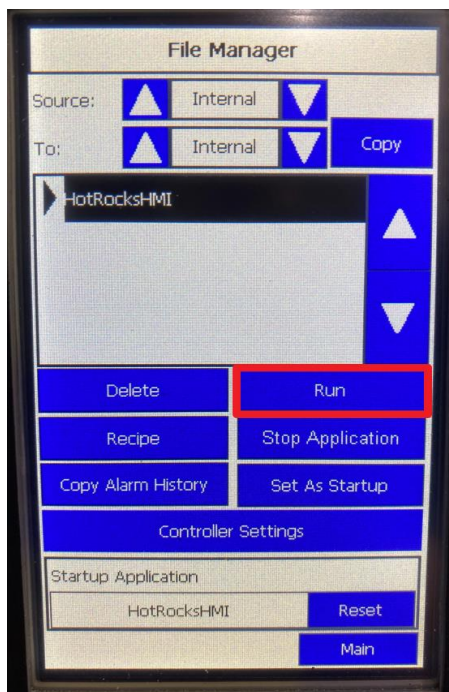 File Manager
Source: Internal
To: Internal Copy
HotRocksHMI
Delete Run
Recipe Stop Application
Copy Alarm History Set As Startup
Controller Settings
Startup Application
HotRocksHMI Reset
Main